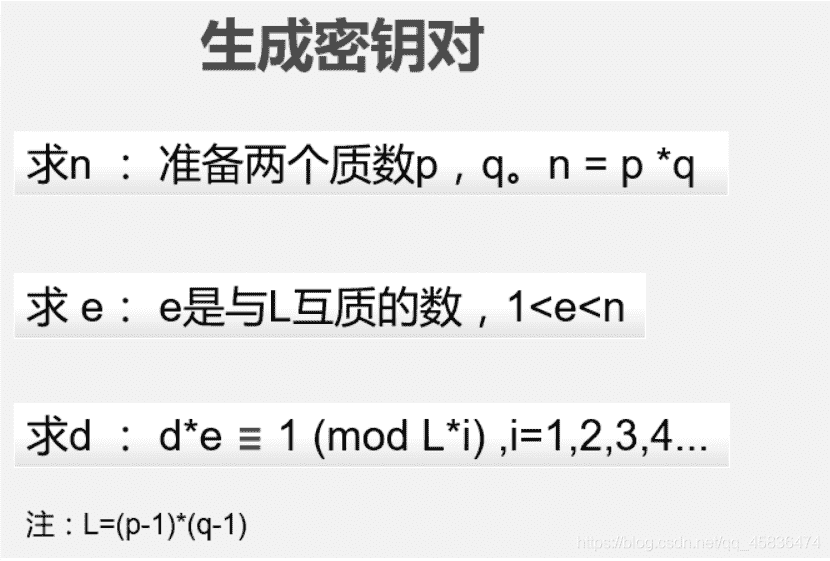 生成密钥对
求n ： 准备两个质数p，q。n = p *q
求 e： e是与L互质的数，1<e<n
求d ： d*e ≡ 1 (mod L*i) ,i=1,2,3,4...
注：L=(p-1)*(q-1)
https://blog.csdn.net/qq_45836474